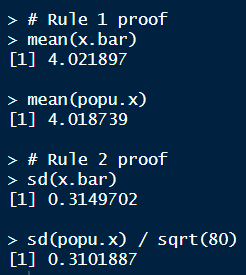 > # Rule 1 proof
> mean(x.bar)
[1] 4.021897
> mean(popu.x)
[1] 4.018739
> # Rule 2 proof
> sd(x.bar)
[1] 0.3149702
> sd(popu.x) / sqrt(80)
[1] 0.3101887